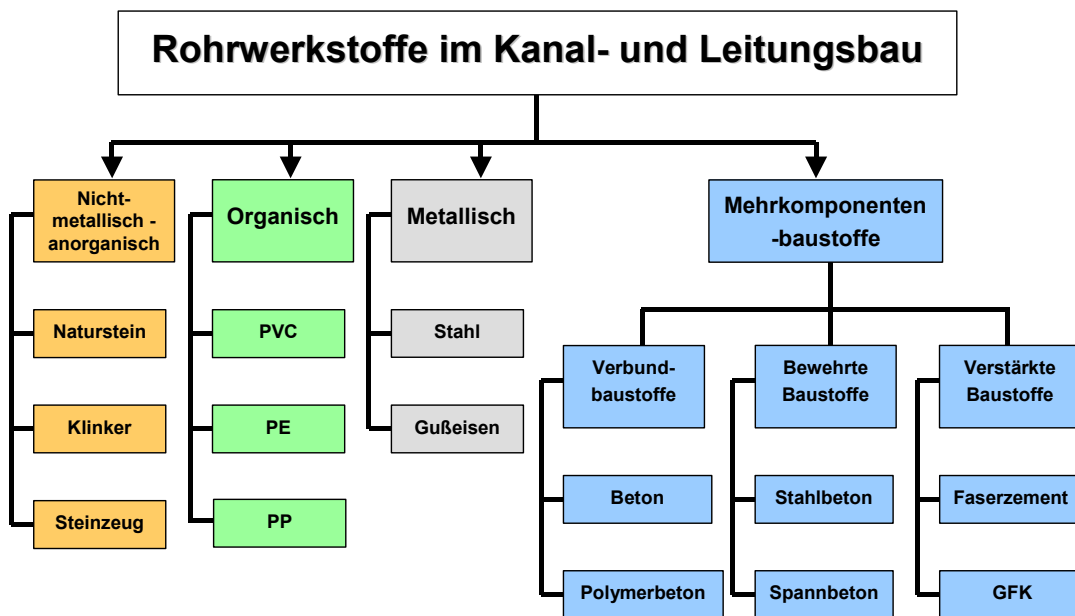 Rohrwerkstoffe im Kanal- und Leitungsbau
Nicht-
metallisch -
anorganisch
Naturstein
Klinker
Steinzeug
Organisch
PVC
PE
PP
Metallisch
Stahl
Gußeisen
Mehrkomponenten
-baustoffe
Verbund-
baustoffe
Beton
Polymerbeton
Bewehrte
Baustoffe
Stahlbeton
Spannbeton
Verstärkte
Baustoffe
Faserzement
GFK